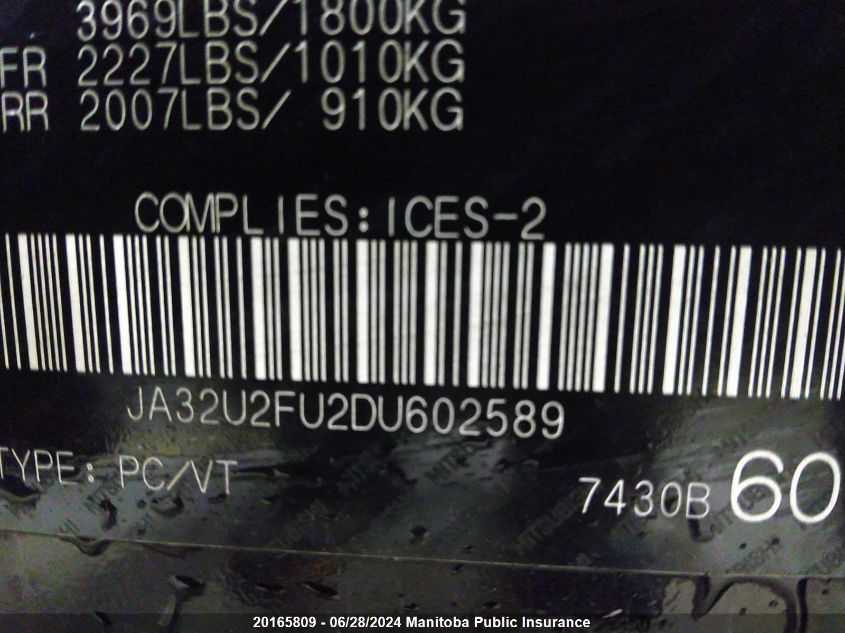 3969LBS/1800KG
FR 2227LBS/1010KG
RR 2007LBS/ 910KG
COMPLIES:ICES-2
JA32U2FU2DU602589
TYPE: PC/VT
7430B 60
MITSUBISHI
20165809 - 06/28/2024 Manitoba Public Insurance